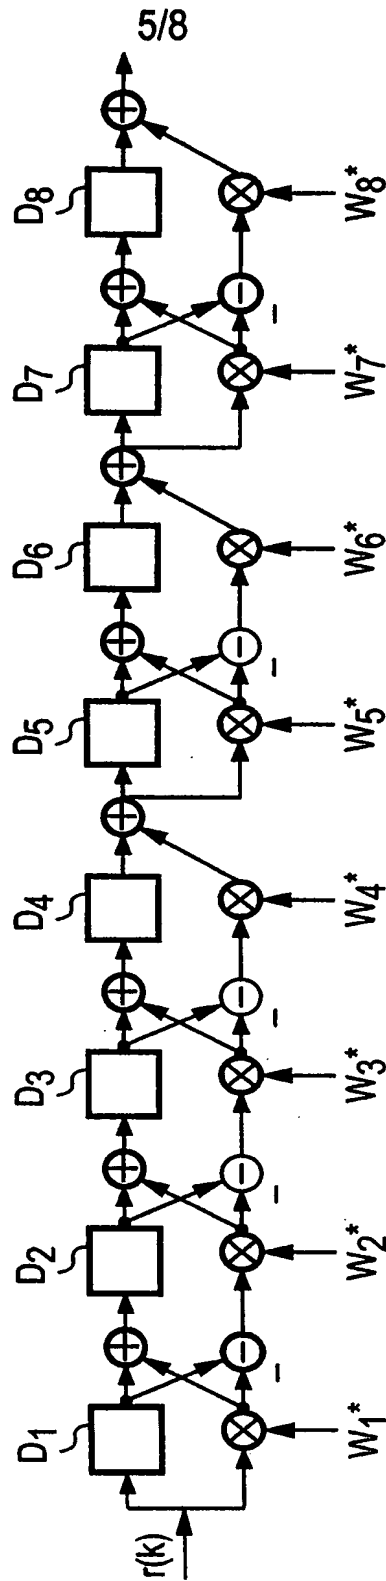 D₁ D₂ D₃ D₄ D₅ D₆ D₇ D₈
5/8
r(k)
− − − − −
W₁* W₂* W₃* W₄* W₅* W₆* W₇* W₈*